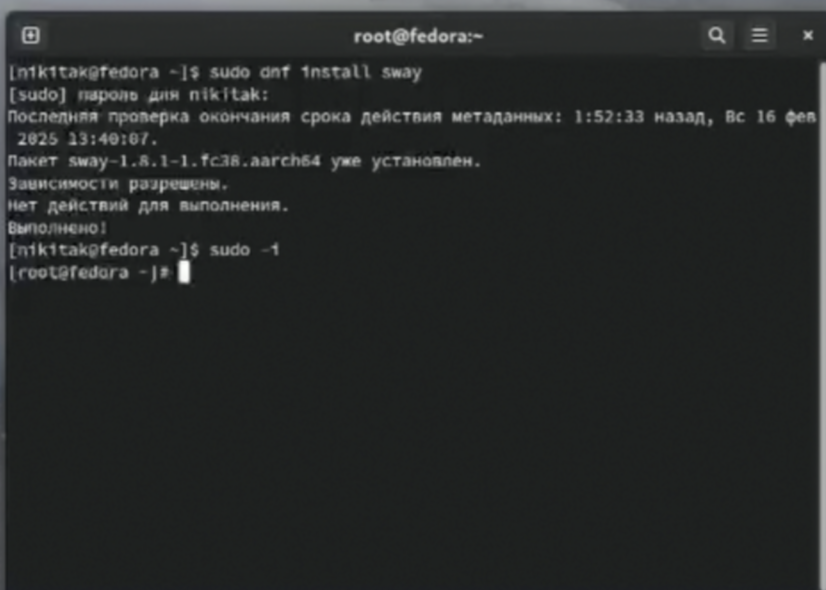 root@fedora:~
[nikitak@fedora ~]$ sudo dnf install sway
[sudo] пароль для nikitak:
Последняя проверка окончания срока действия метаданных: 1:52:33 назад, Вс 16 фев
2025 13:40:07.
Пакет sway-1.8.1-1.fc38.aarch64 уже установлен.
Зависимости разрешены.
Нет действий для выполнения.
Выполнено!
[nikitak@fedora ~]$ sudo -i
[root@fedora ~]#